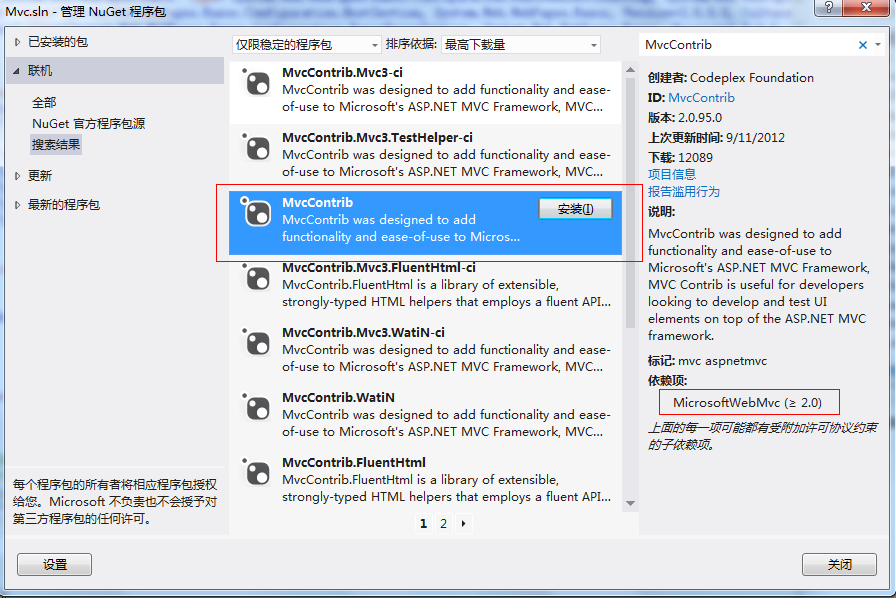 Mvc.sln - 管理 NuGet 程序包
已安装的包
联机
全部
NuGet 官方程序包源
搜索结果
更新
最新的程序包
每个程序包的所有者将相应程序包授权
给您。Microsoft 不负责也不会授予对
第三方程序包的任何许可。
设置
仅限稳定的程序包
排序依据:
最高下载量
MvcContrib.Mvc3-ci
MvcContrib was designed to add functionality and ease-
of-use to Microsoft's ASP.NET MVC Framework, MVC...
MvcContrib.Mvc3.TestHelper-ci
MvcContrib was designed to add functionality and ease-
of-use to Microsoft's ASP.NET MVC Framework, MVC...
MvcContrib
安装(I)
MvcContrib was designed to add
functionality and ease-of-use to Micros...
MvcContrib.Mvc3.FluentHtml-ci
MvcContrib.FluentHtml is a library of extensible,
strongly-typed HTML helpers that employs a fluent API...
MvcContrib.Mvc3.WatiN-ci
MvcContrib was designed to add functionality and ease-
of-use to Microsoft's ASP.NET MVC Framework, MVC...
MvcContrib.WatiN
MvcContrib was designed to add functionality and ease-
of-use to Microsoft's ASP.NET MVC Framework, MVC...
MvcContrib.FluentHtml
MvcContrib.FluentHtml is a library of extensible,
strongly-typed HTML helpers that employs a fluent API...
1 2
MvcContrib
创建者: Codeplex Foundation
ID: MvcContrib
版本: 2.0.95.0
上次更新时间: 9/11/2012
下载: 12089
项目信息
报告滥用行为
说明:
MvcContrib was designed to add
functionality and ease-of-use to
Microsoft's ASP.NET MVC Framework,
MVC Contrib is useful for developers
looking to develop and test UI
elements on top of the ASP.NET MVC
framework.
标记: mvc aspnetmvc
依赖项:
MicrosoftWebMvc (≥ 2.0)
上面的每一项可能都有受附加许可协议约束
的子依赖项。
关闭